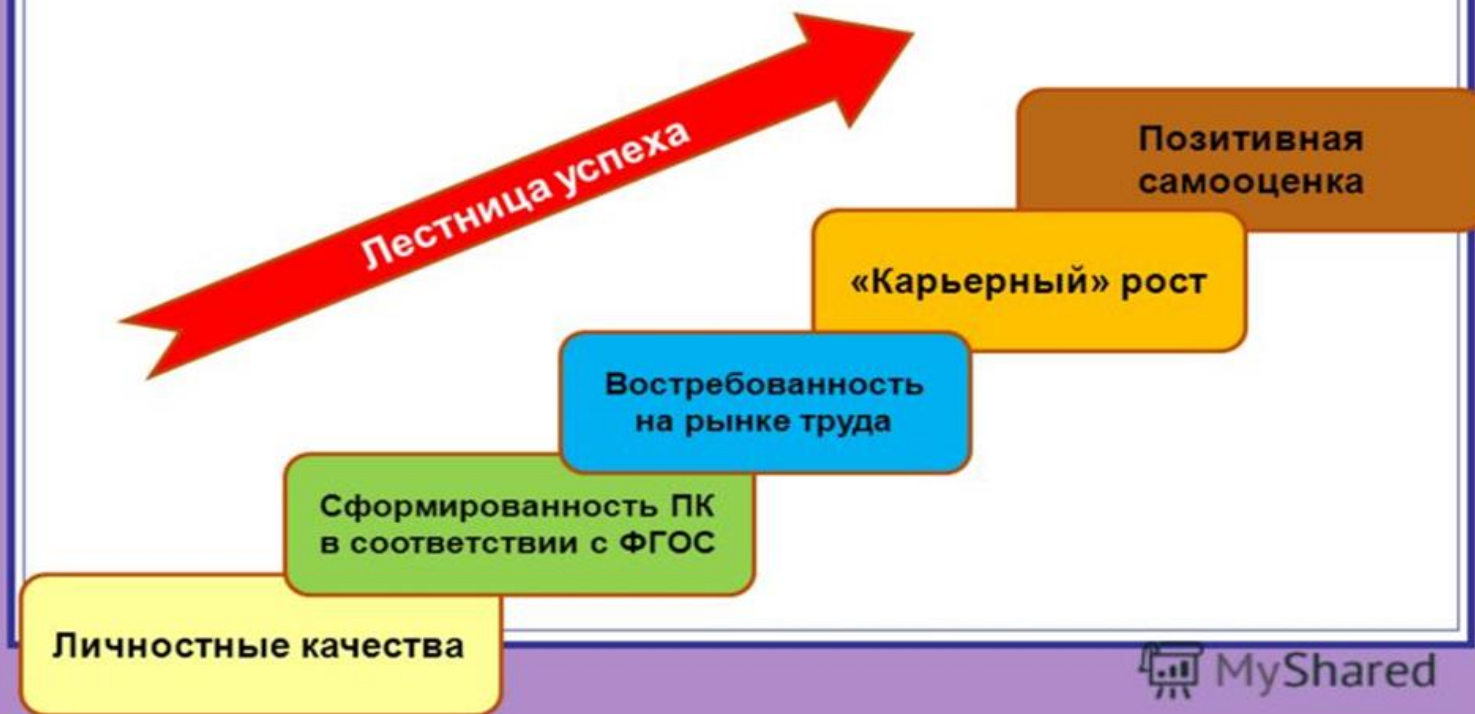 Лестница успеха
Позитивная
самооценка
«Карьерный» рост
Востребованность
на рынке труда
Сформированность ПК
в соответствии с ФГОС
Личностные качества
MyShared